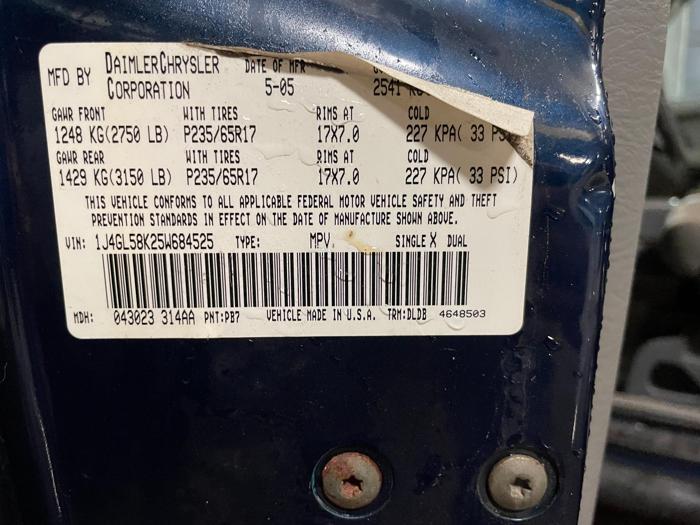 MFD BY DAIMLERCHRYSLER DATE OF MFR
CORPORATION 5-05 2541 KG
GAWR FRONT WITH TIRES RIMS AT COLD
1248 KG(2750 LB) P235/65R17 17X7.0 227 KPA( 33 PSI)
GAWR REAR WITH TIRES RIMS AT COLD
1429 KG(3150 LB) P235/65R17 17X7.0 227 KPA( 33 PSI)
THIS VEHICLE CONFORMS TO ALL APPLICABLE FEDERAL MOTOR VEHICLE SAFETY AND THEFT
PREVENTION STANDARDS IN EFFECT ON THE DATE OF MANUFACTURE SHOWN ABOVE.
VIN: 1J4GL58K25W684525 TYPE: MPV SINGLE X DUAL
MDH: 043023 314AA PNT:PB7 VEHICLE MADE IN U.S.A. TRM:DLDB 4648503